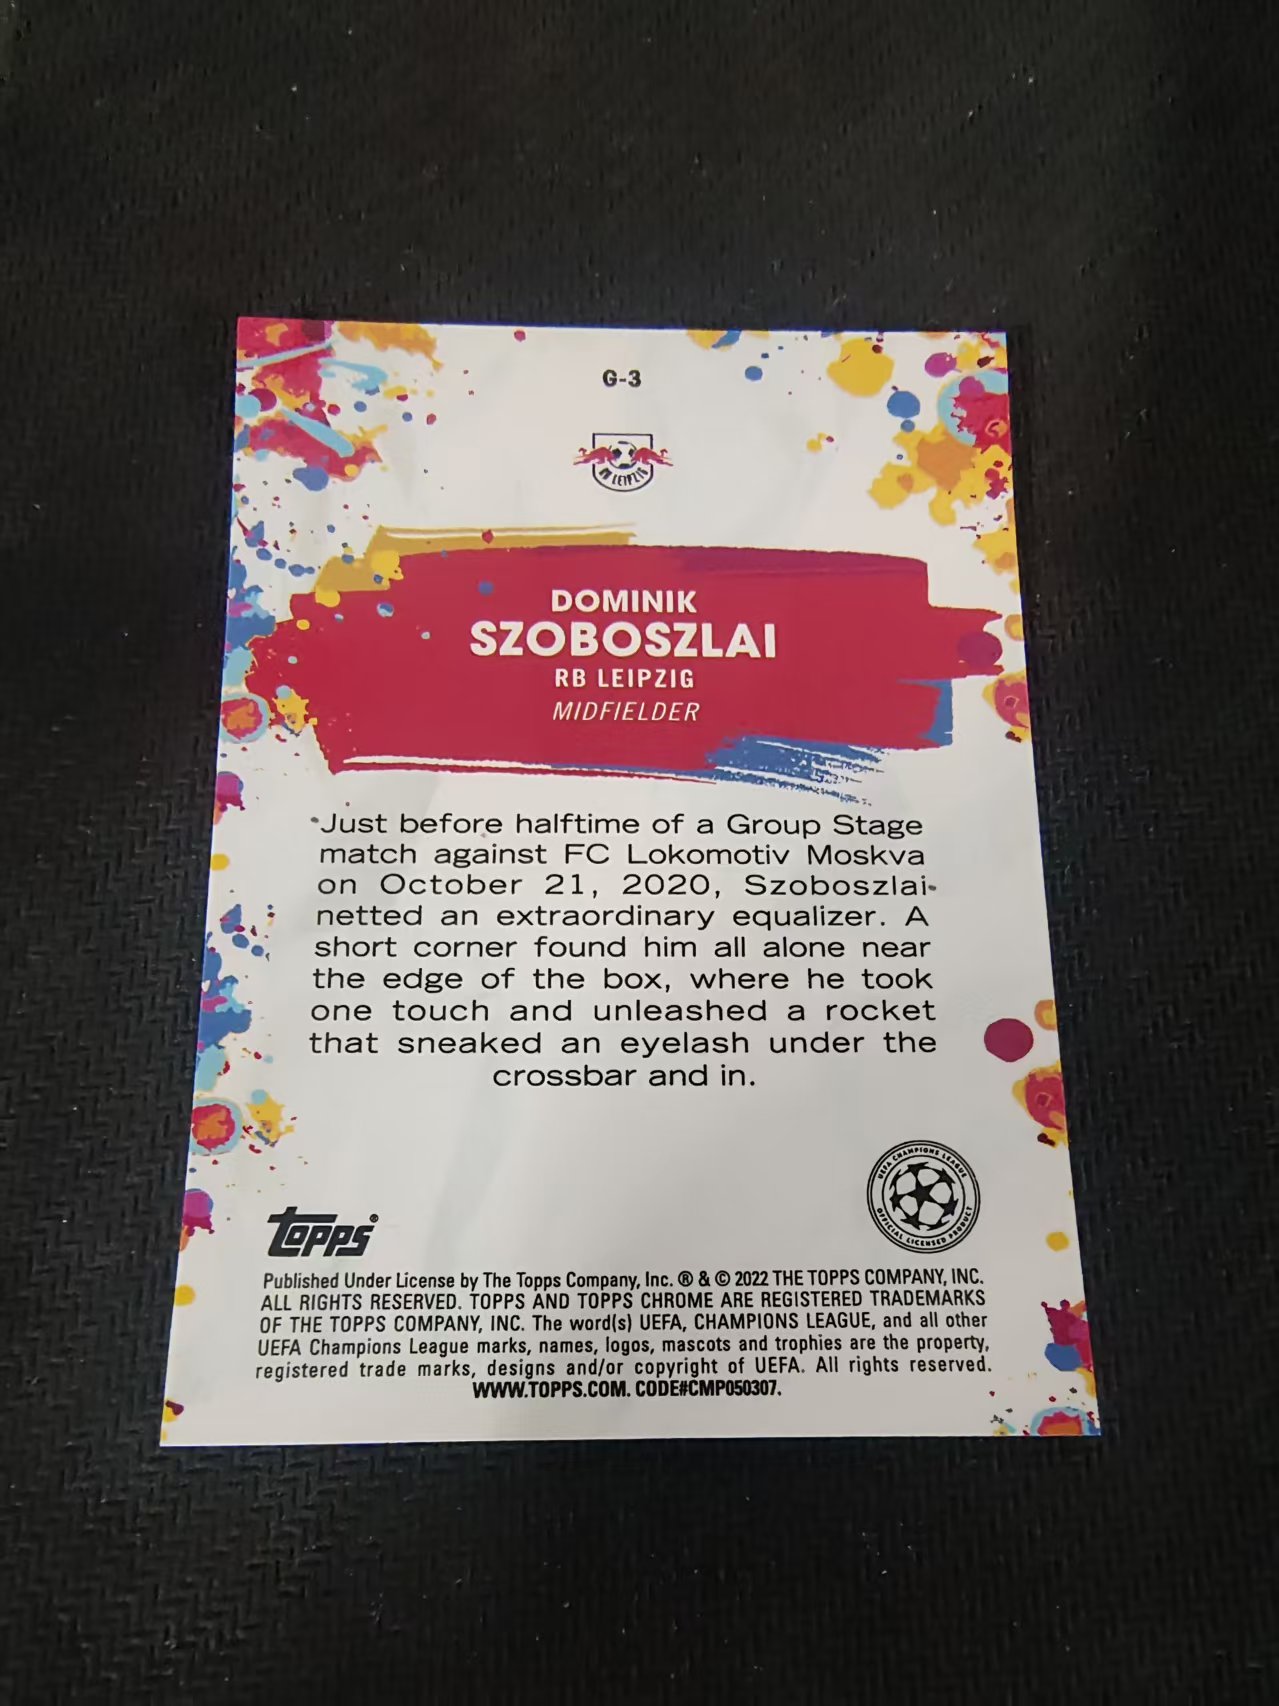 G-3
RB LEIPZIG
DOMINIK
SZOBOSZLAI
RB LEIPZIG
MIDFIELDER
Just before halftime of a Group Stage
match against FC Lokomotiv Moskva
on October 21, 2020, Szoboszlai
netted an extraordinary equalizer. A
short corner found him all alone near
the edge of the box, where he took
one touch and unleashed a rocket
that sneaked an eyelash under the
crossbar and in.
UEFA CHAMPIONS LEAGUE
OFFICIAL LICENSED PRODUCT
topps®
Published Under License by The Topps Company, Inc. ® & © 2022 THE TOPPS COMPANY, INC.
ALL RIGHTS RESERVED. TOPPS AND TOPPS CHROME ARE REGISTERED TRADEMARKS
OF THE TOPPS COMPANY, INC. The word(s) UEFA, CHAMPIONS LEAGUE, and all other
UEFA Champions League marks, names, logos, mascots and trophies are the property,
registered trade marks, designs and/or copyright of UEFA. All rights reserved.
WWW.TOPPS.COM. CODE#CMP050307.